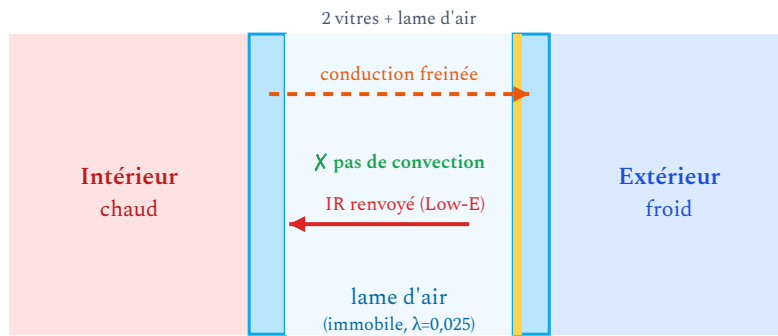 2 vitres + lame d'air
conduction freinée
✗ pas de convection
Intérieur
chaud
Extérieur
froid
IR renvoyé (Low-E)
lame d'air
(immobile, λ=0,025)